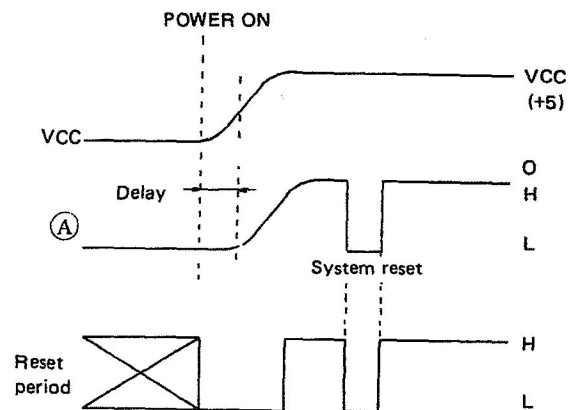 POWER ON
VCC
VCC
(+5)
Delay
O
H
A
L
System reset
Reset
period
H
L